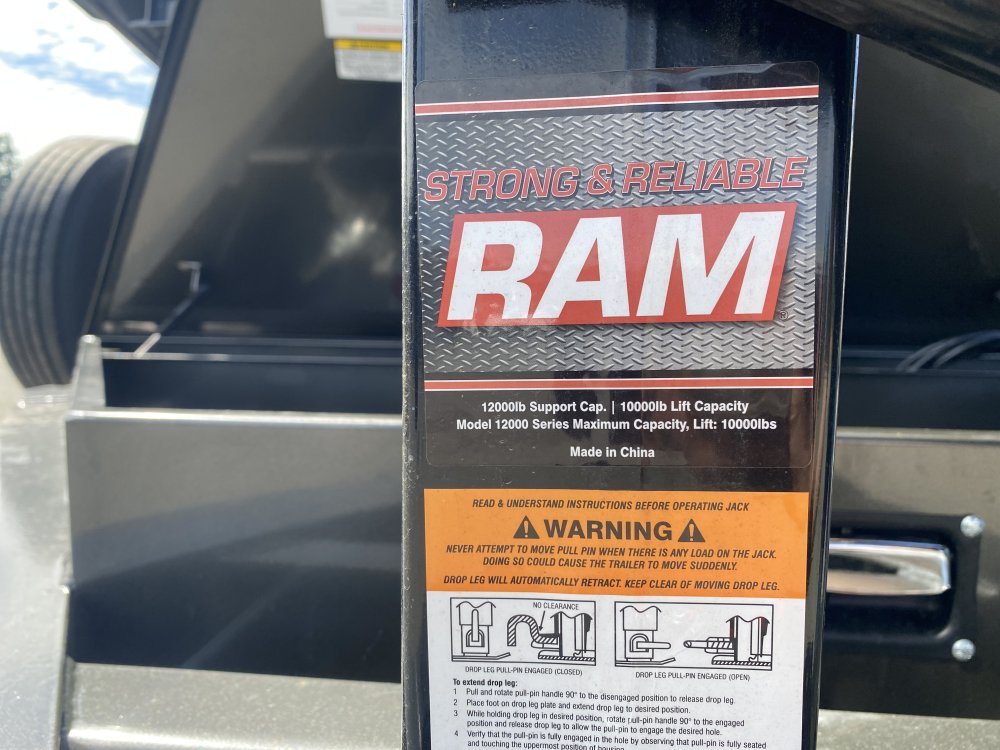 STRONG & RELIABLE
RAM
®
12000lb Support Cap. | 10000lb Lift Capacity
Model 12000 Series Maximum Capacity, Lift: 10000lbs
Made in China
READ & UNDERSTAND INSTRUCTIONS BEFORE OPERATING JACK
WARNING
NEVER ATTEMPT TO MOVE PULL PIN WHEN THERE IS ANY LOAD ON THE JACK.
DOING SO COULD CAUSE THE TRAILER TO MOVE SUDDENLY.
DROP LEG WILL AUTOMATICALLY RETRACT. KEEP CLEAR OF MOVING DROP LEG.
NO CLEARANCE
DROP LEG PULL-PIN ENGAGED (CLOSED)
DROP LEG PULL-PIN ENGAGED (OPEN)
To extend drop leg:
1 Pull and rotate pull-pin handle 90° to the disengaged position to release drop leg.
2 Place foot on drop leg plate and extend drop leg to desired position.
3 While holding drop leg in desired position, rotate pull-pin handle 90° to the engaged
position and release drop leg to allow the pull-pin to engage the desired hole.
4 Verify that the pull-pin is fully engaged in the hole by observing that pull-pin is fully seated
and touching the uppermost position of housing